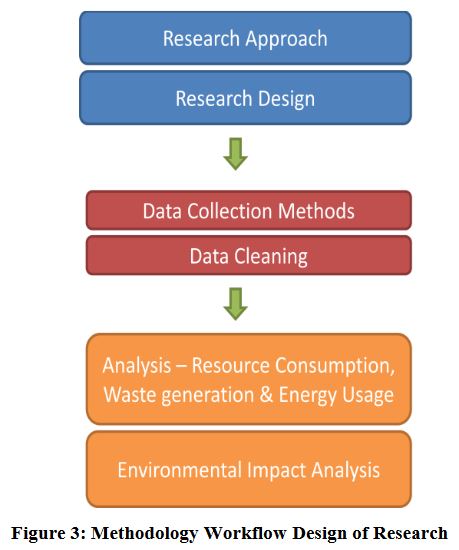 Research Approach
Research Design
Data Collection Methods
Data Cleaning
Analysis – Resource Consumption,
Waste generation & Energy Usage
Environmental Impact Analysis
Figure 3: Methodology Workflow Design of Research